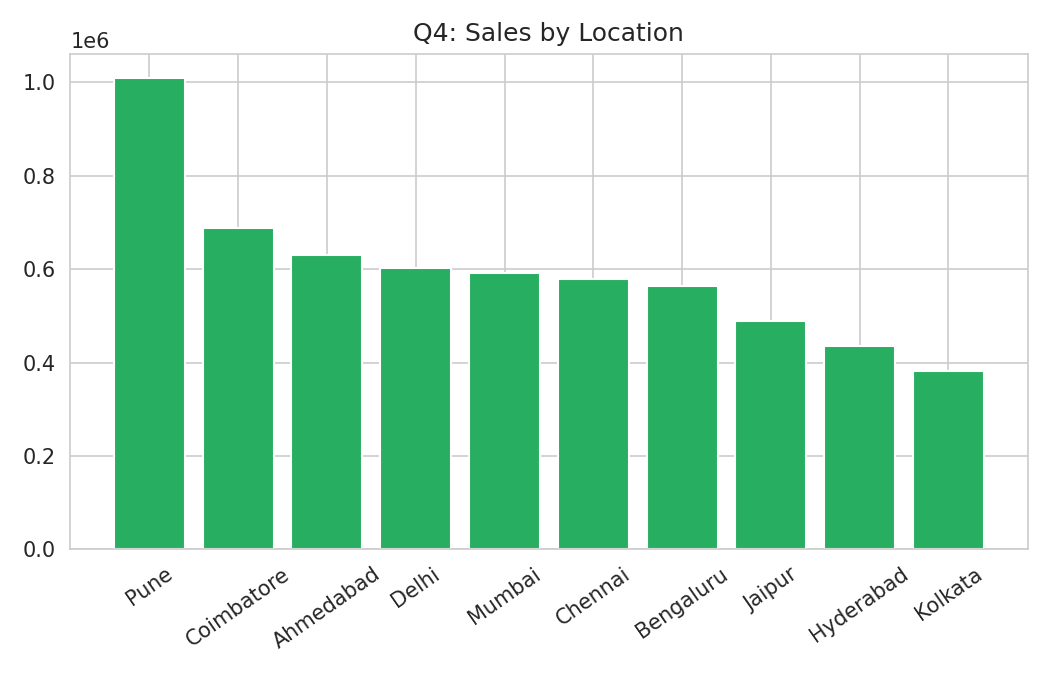 Q4: Sales by Location
1e6
1.0
0.8
0.6
0.4
0.2
0.0
Pune
Coimbatore
Ahmedabad
Delhi
Mumbai
Chennai
Bengaluru
Jaipur
Hyderabad
Kolkata